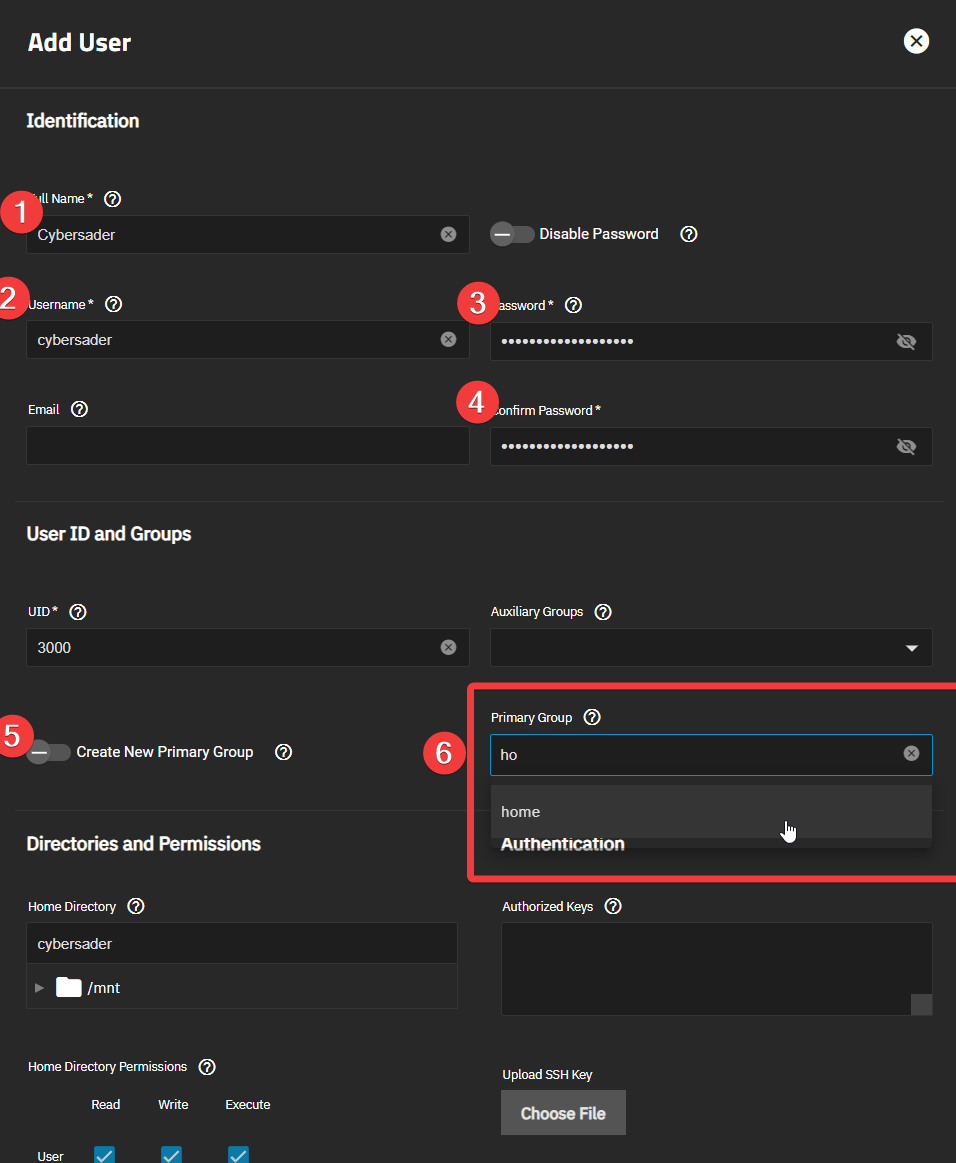 Add User
Identification
1
ull Name *
Cybersader
Disable Password
2
Username *
cybersader
3
assword *
•••••••••••••••••••
Email
4
onfirm Password *
•••••••••••••••••••
User ID and Groups
UID *
3000
Auxiliary Groups
5
Create New Primary Group
6
Primary Group
ho
home
Directories and Permissions
Authentication
Home Directory
cybersader
/mnt
Authorized Keys
Home Directory Permissions
Read Write Execute
User
Upload SSH Key
Choose File